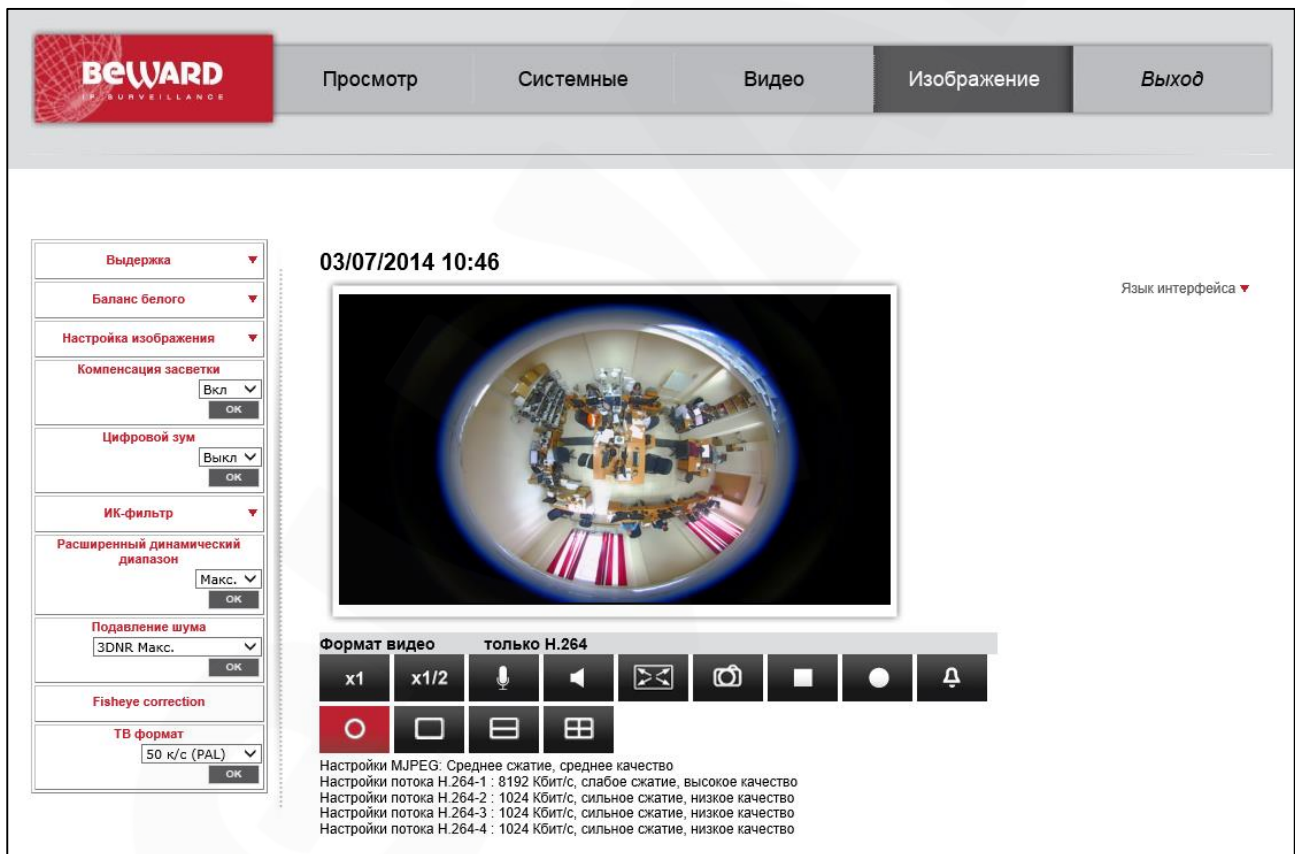 BEWARD
IP SURVEILLANCE
Просмотр
Системные
Видео
Изображение
Выход
Выдержка
Баланс белого
Настройка изображения
Компенсация засветки
Вкл
OK
Цифровой зум
Выкл
OK
ИК-фильтр
Расширенный динамический
диапазон
Макс.
OK
Подавление шума
3DNR Макс.
OK
Fisheye correction
ТВ формат
50 к/с (PAL)
OK
03/07/2014 10:46
Язык интерфейса
Формат видео только H.264
x1 x1/2
Настройки MJPEG: Среднее сжатие, среднее качество
Настройки потока H.264-1 : 8192 Кбит/с, слабое сжатие, высокое качество
Настройки потока H.264-2 : 1024 Кбит/с, сильное сжатие, низкое качество
Настройки потока H.264-3 : 1024 Кбит/с, сильное сжатие, низкое качество
Настройки потока H.264-4 : 1024 Кбит/с, сильное сжатие, низкое качество